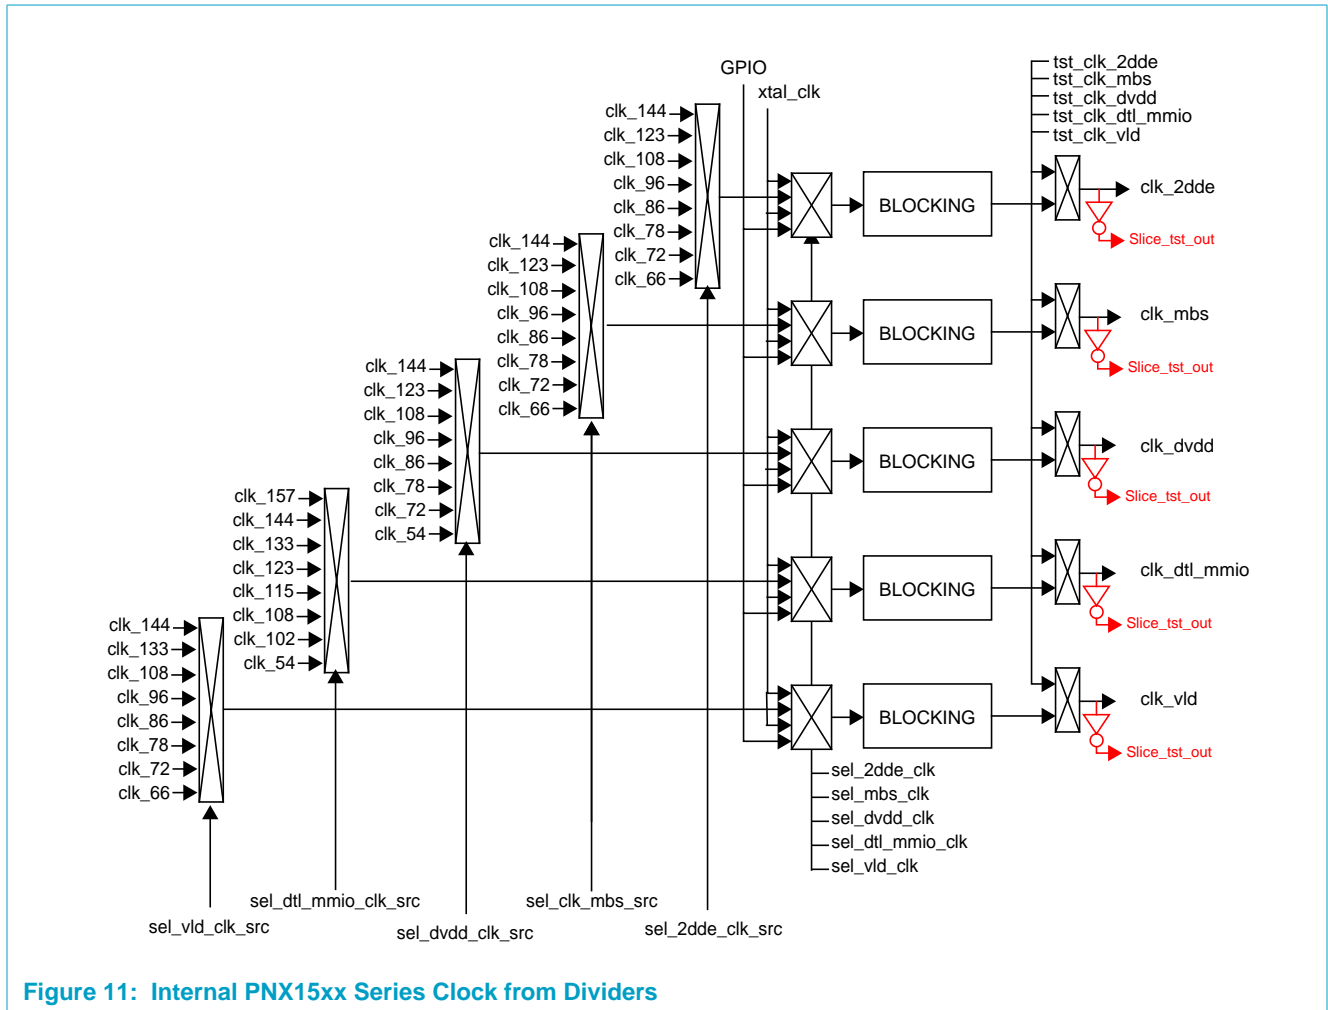 GPIO
xtal_clk
tst_clk_2dde
tst_clk_mbs
tst_clk_dvdd
tst_clk_dtl_mmio
tst_clk_vld
clk_144
clk_123
clk_108
clk_96
clk_86
clk_78
clk_72
clk_66
BLOCKING
clk_2dde
Slice_tst_out
clk_144
clk_123
clk_108
clk_96
clk_86
clk_78
clk_72
clk_66
BLOCKING
clk_mbs
Slice_tst_out
clk_144
clk_123
clk_108
clk_96
clk_86
clk_78
clk_72
clk_54
BLOCKING
clk_dvdd
Slice_tst_out
clk_157
clk_144
clk_133
clk_123
clk_115
clk_108
clk_102
clk_54
BLOCKING
clk_dtl_mmio
Slice_tst_out
clk_144
clk_133
clk_108
clk_96
clk_86
clk_78
clk_72
clk_66
BLOCKING
clk_vld
Slice_tst_out
sel_2dde_clk
sel_mbs_clk
sel_dvdd_clk
sel_dtl_mmio_clk
sel_vld_clk
sel_vld_clk_src
sel_dtl_mmio_clk_src
sel_dvdd_clk_src
sel_clk_mbs_src
sel_2dde_clk_src
Figure 11: Internal PNX15xx Series Clock from Dividers